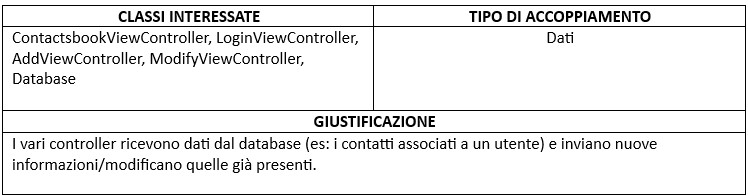 CLASSI INTERESSATE
TIPO DI ACCOPPIAMENTO
ContactsbookViewController, LoginViewController,
AddViewController, ModifyViewController,
Database
Dati
GIUSTIFICAZIONE
I vari controller ricevono dati dal database (es: i contatti associati a un utente) e inviano nuove
informazioni/modificano quelle già presenti.